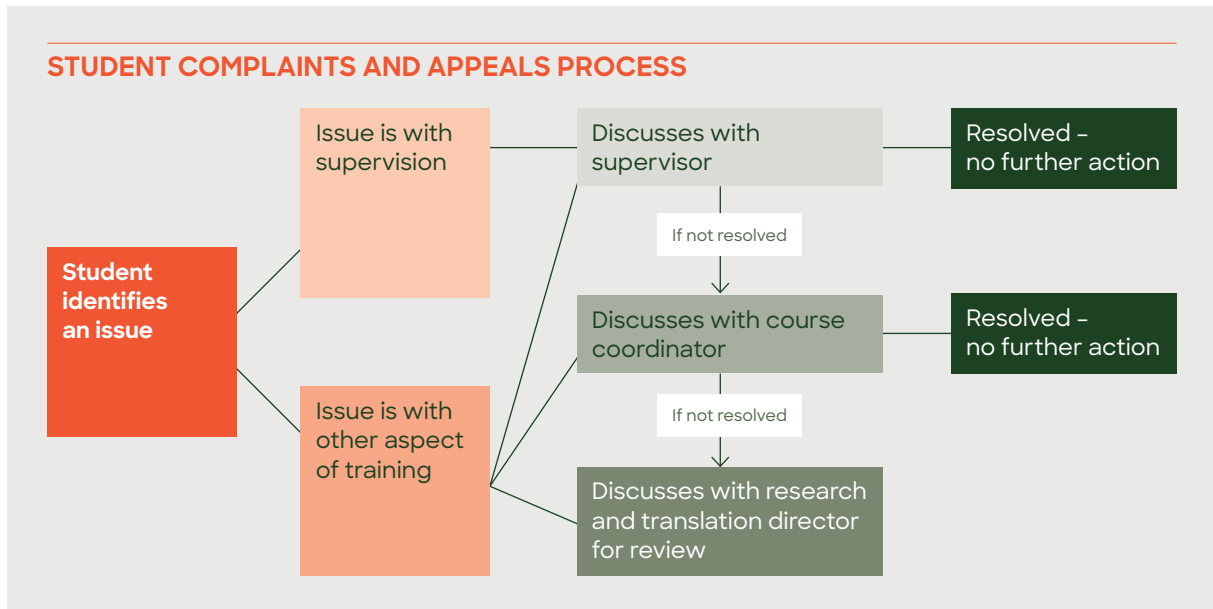 STUDENT COMPLAINTS AND APPEALS PROCESS
Student
identifies
an issue
Issue is with
supervision
Issue is with
other aspect
of training
Discusses with
supervisor
Resolved –
no further action
If not resolved
Discusses with course
coordinator
Resolved –
no further action
If not resolved
Discusses with research
and translation director
for review